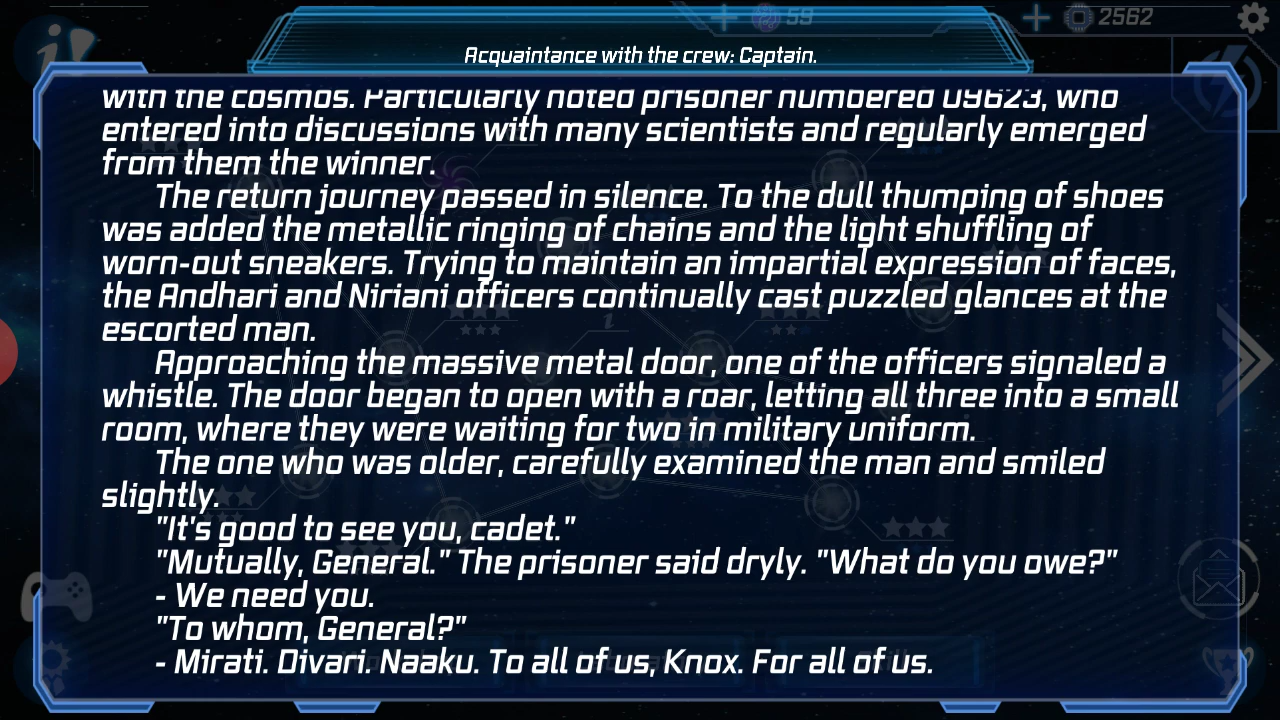 59
2562
Acquaintance with the crew: Captain.
with the cosmos. Particularly noted prisoner numbered U9623, who
entered into discussions with many scientists and regularly emerged
from them the winner.
The return journey passed in silence. To the dull thumping of shoes
was added the metallic ringing of chains and the light shuffling of
worn-out sneakers. Trying to maintain an impartial expression of faces,
the Andhari and Niriani officers continually cast puzzled glances at the
escorted man.
Approaching the massive metal door, one of the officers signaled a
whistle. The door began to open with a roar, letting all three into a small
room, where they were waiting for two in military uniform.
The one who was older, carefully examined the man and smiled
slightly.
"It's good to see you, cadet."
"Mutually, General." The prisoner said dryly. "What do you owe?"
- We need you.
"To whom, General?"
- Mirati. Divari. Naaku. To all of us, Knox. For all of us.